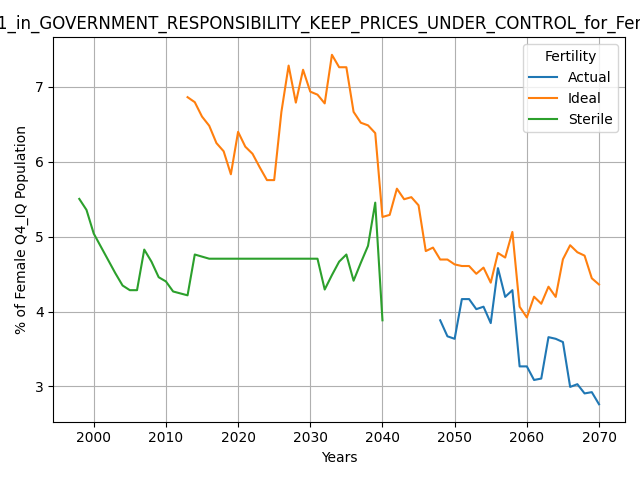 1_in_GOVERNMENT_RESPONSIBILITY_KEEP_PRICES_UNDER_CONTROL_for_Fer
Fertility
Actual
Ideal
Sterile
% of Female Q4_IQ Population
7
6
5
4
3
2000 2010 2020 2030 2040 2050 2060 2070
Years